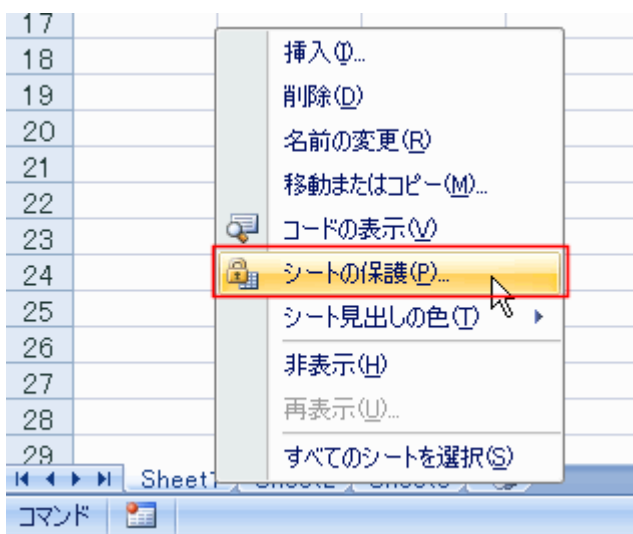 17
18
19
20
21
22
23
24
25
26
27
28
29
挿入(I)...
削除(D)
名前の変更(R)
移動またはコピー(M)...
コードの表示(V)
シートの保護(P)...
シート見出しの色(T)
非表示(H)
再表示(U)...
すべてのシートを選択(S)
Sheet1
コマンド